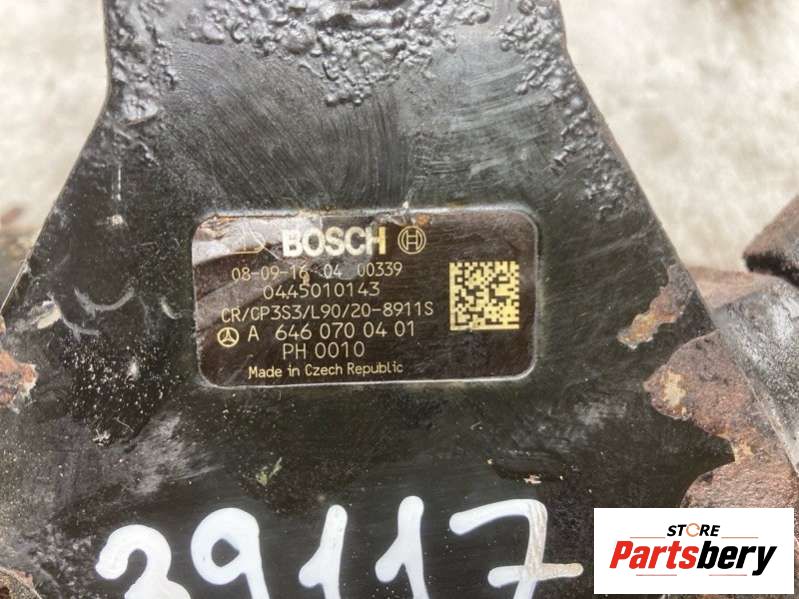 BOSCH
08-09-16 04 00339
0445010143
CR/CP3S3/L90/20-8911S
A 646 070 04 01
PH 0010
Made in Czech Republic
39117
STORE
Partsbery